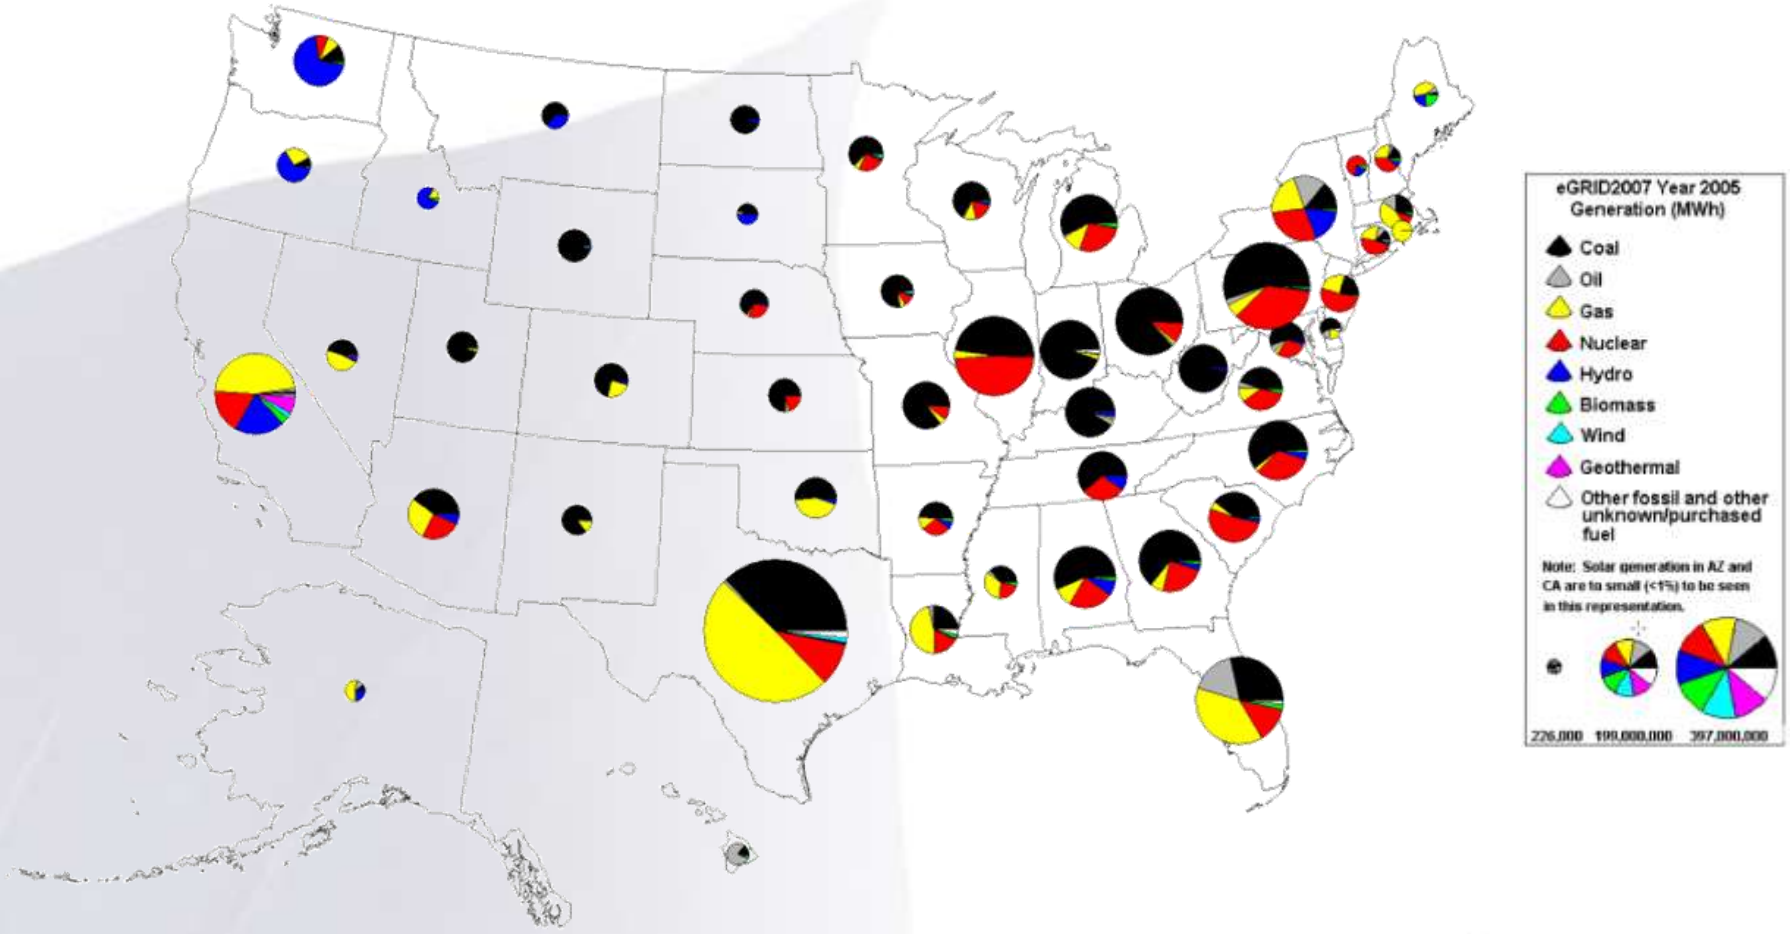 eGRID2007 Year 2005
Generation (MWh)
Coal
Oil
Gas
Nuclear
Hydro
Biomass
Wind
Geothermal
Other fossil and other
unknown/purchased
fuel
Note: Solar generation in AZ and
CA are to small (<1%) to be seen
in this representation.
226,000 199,000,000 397,000,000